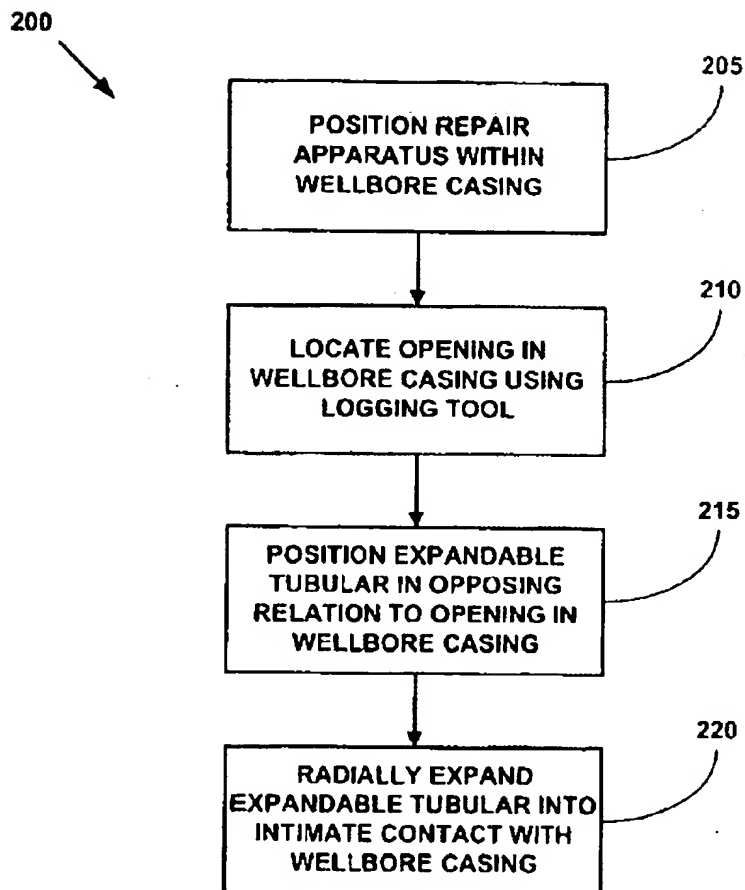 200
205
POSITION REPAIR
APPARATUS WITHIN
WELLBORE CASING
210
LOCATE OPENING IN
WELLBORE CASING USING
LOGGING TOOL
215
POSITION EXPANDABLE
TUBULAR IN OPPOSING
RELATION TO OPENING IN
WELLBORE CASING
220
RADIALLY EXPAND
EXPANDABLE TUBULAR INTO
INTIMATE CONTACT WITH
WELLBORE CASING